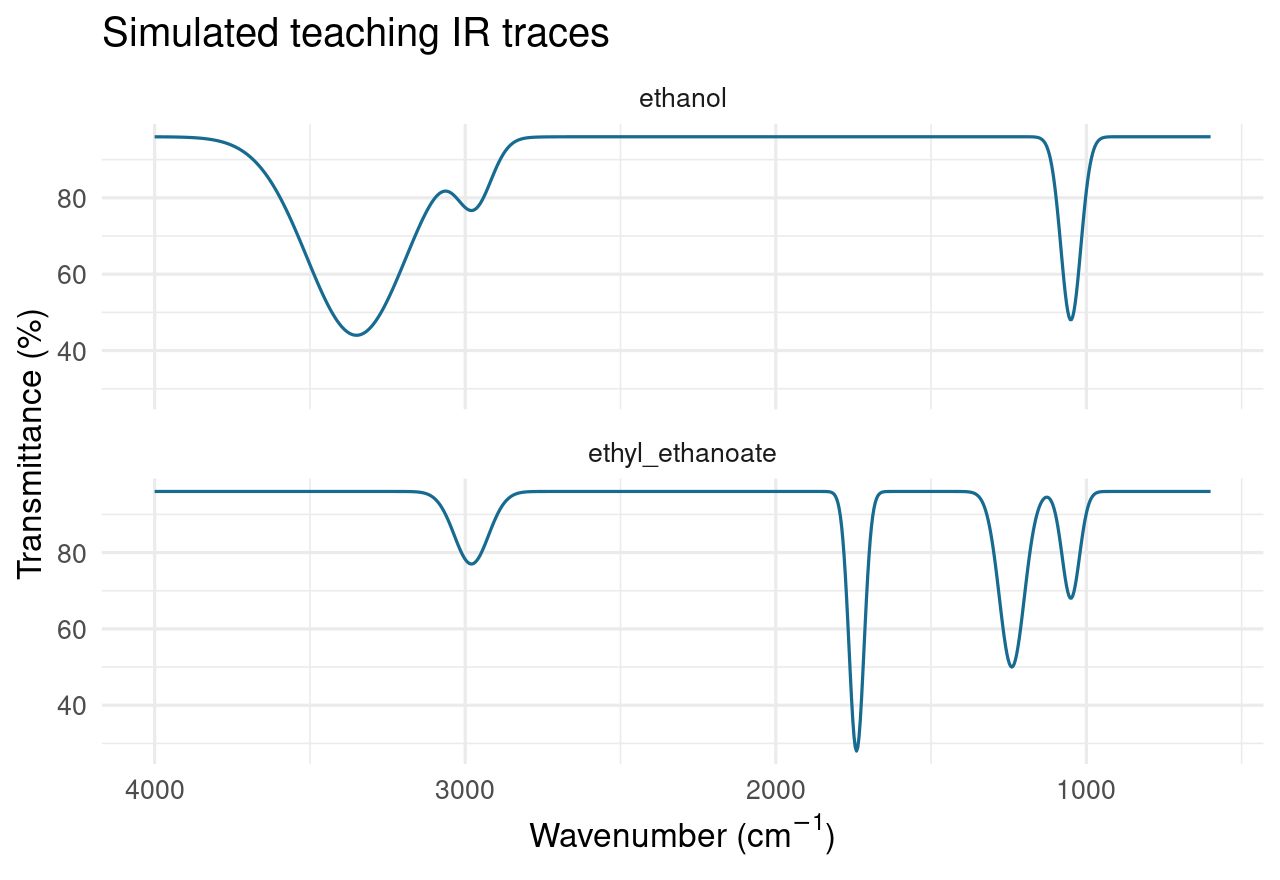 Simulated teaching IR traces
ethanol
80
60
40
ethyl_ethanoate
80
60
40
Transmittance (%)
4000 3000 2000 1000
Wavenumber (cm⁻¹)